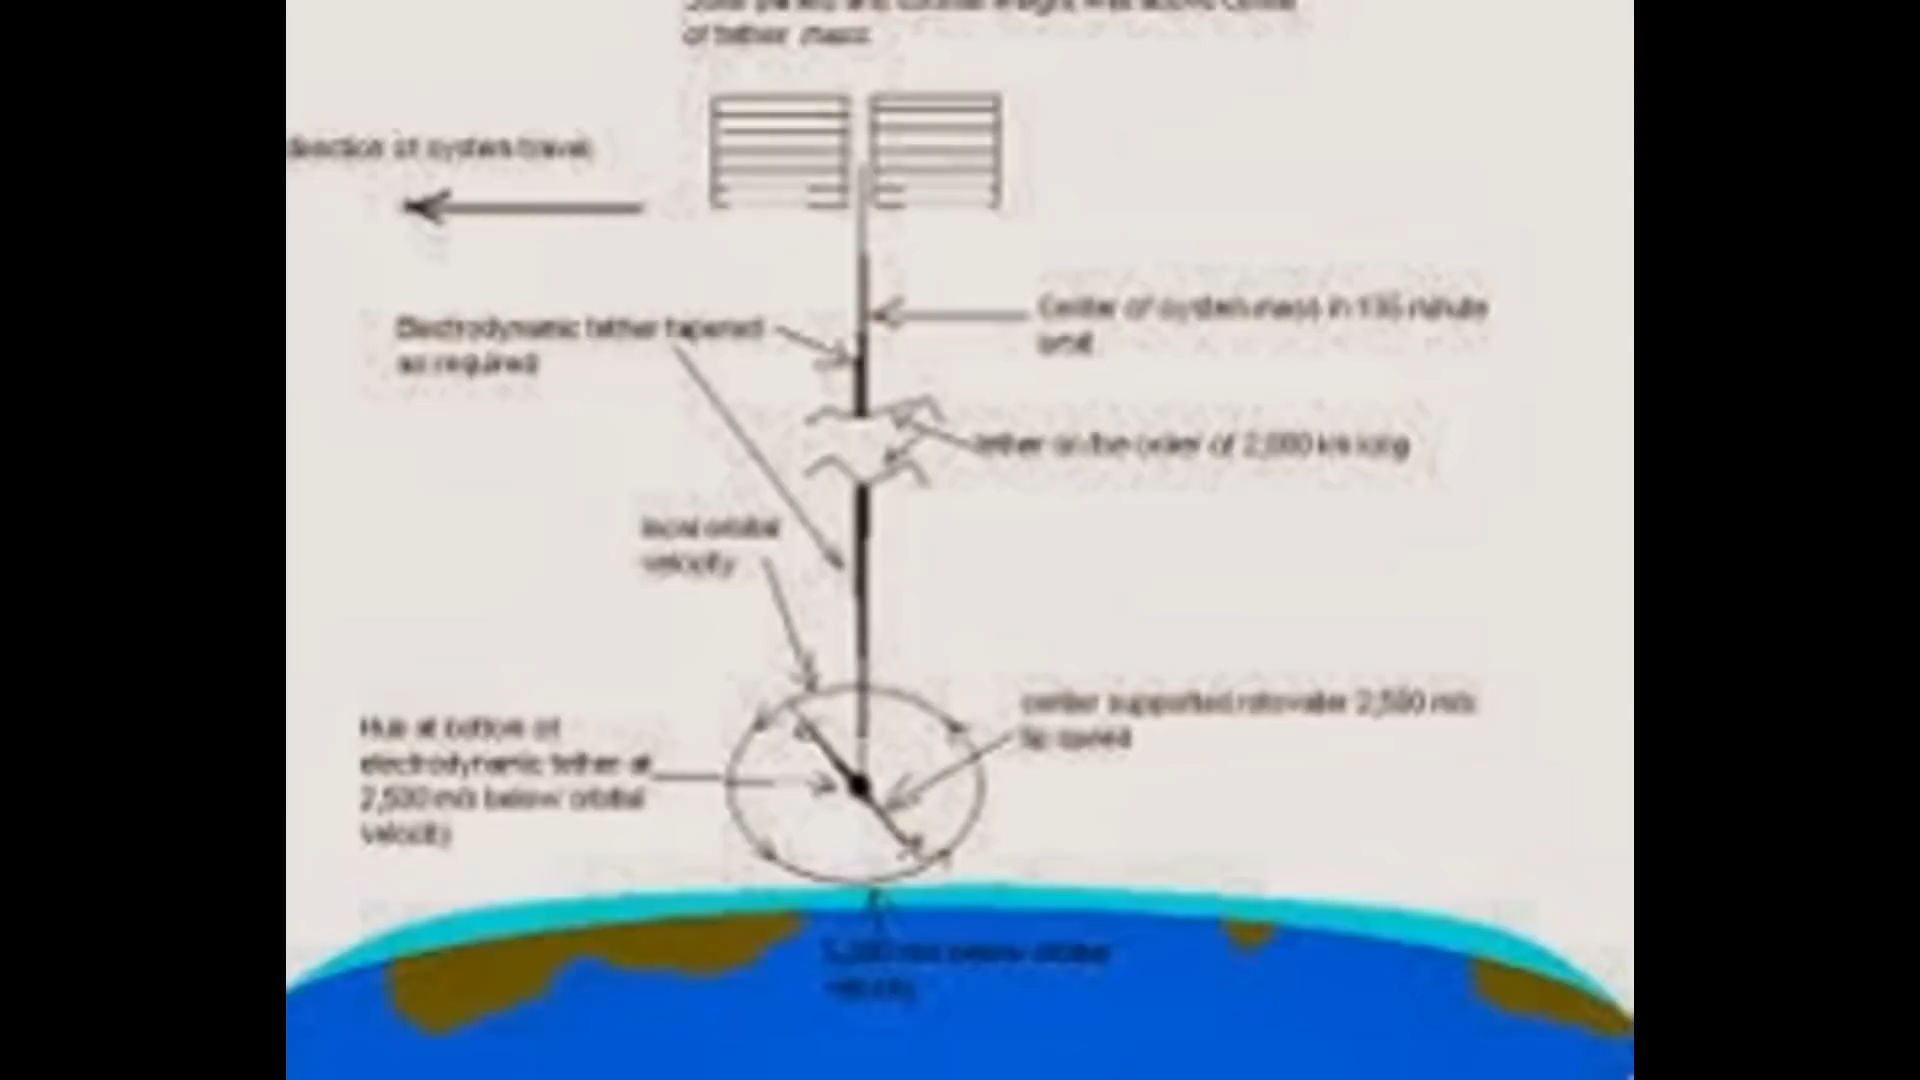 of tether mass.
direction of system travel
Center of system mass in minute
orbit
Electrodynamic tether tapered
as required
tether on the order of 2,000 km long
local orbital
velocity
center supported rotovator 2,500 m/s
tip speed
Hub at bottom of
electrodynamic tether at
2,500 m/s below orbital
velocity
m/s below orbital
velocity